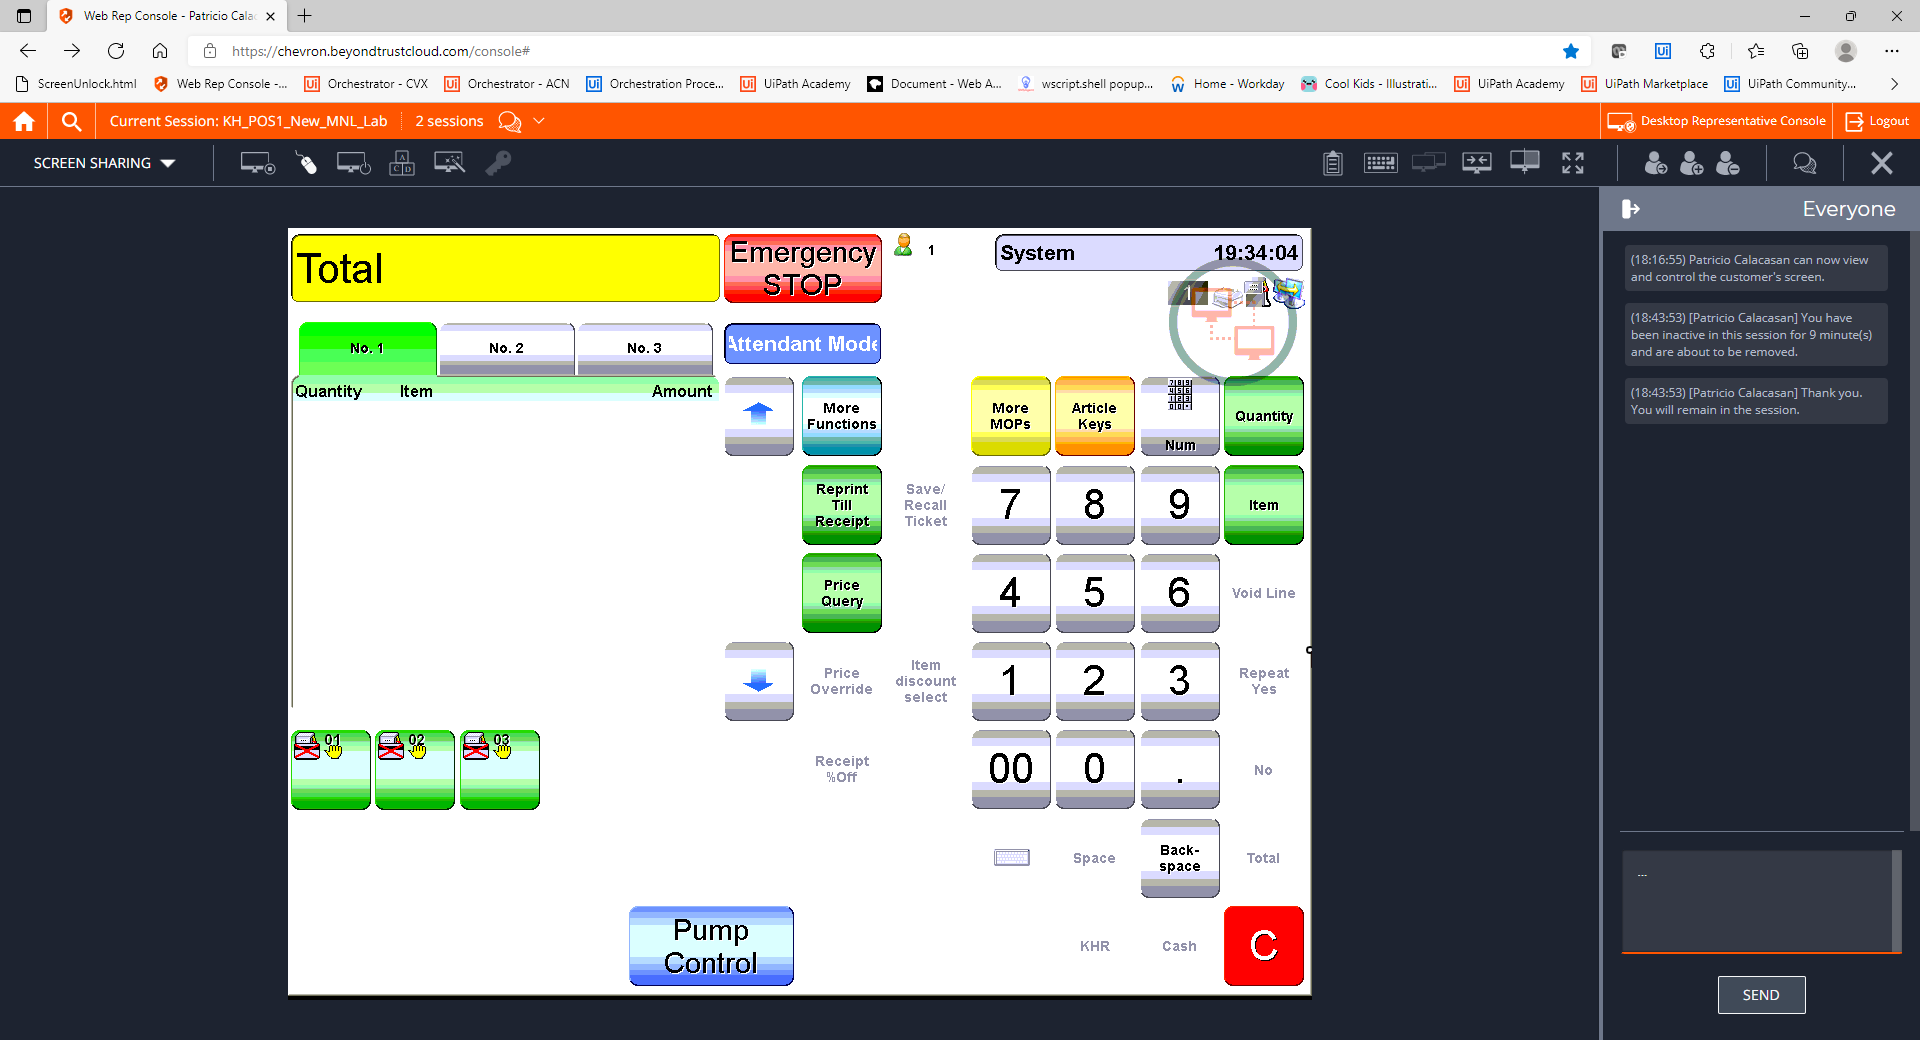 Web Rep Console - Patricio Cala
https://chevron.beyondtrustcloud.com/console#
ScreenUnlock.html
Web Rep Console -...
Orchestrator - CVX
Orchestrator - ACN
Orchestration Proce...
UiPath Academy
Document - Web A...
wscript.shell popup...
Home - Workday
Cool Kids - Illustrati...
UiPath Academy
UiPath Marketplace
UiPath Community...
Current Session: KH_POS1_New_MNL_Lab
2 sessions
Desktop Representative Console
Logout
SCREEN SHARING
Everyone
(18:16:55) Patricio Calacasan can now view
and control the customer's screen.
(18:43:53) [Patricio Calacasan] You have
been inactive in this session for 9 minute(s)
and are about to be removed.
(18:43:53) [Patricio Calacasan] Thank you.
You will remain in the session.
...
SEND
Total
Emergency
STOP
1
System
19:34:04
1
No. 1
No. 2
No. 3
Attendant Mode
Quantity
Item
Amount
More
Functions
More
MOPs
Article
Keys
Num
Quantity
Reprint
Till
Receipt
Save/
Recall
Ticket
7
8
9
Item
Price
Query
4
5
6
Void Line
Price
Override
Item
discount
select
1
2
3
Repeat
Yes
01
02
03
Receipt
%Off
00
0
.
No
Space
Back-
space
Total
Pump
Control
KHR
Cash
C